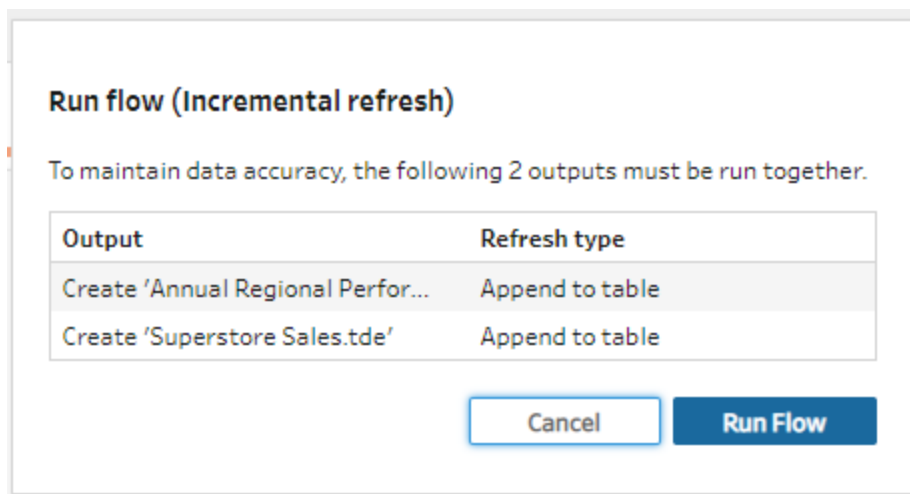 Run flow (Incremental refresh)
To maintain data accuracy, the following 2 outputs must be run together.
Output Refresh type
Create 'Annual Regional Perfor... Append to table
Create 'Superstore Sales.tde' Append to table
Cancel Run Flow